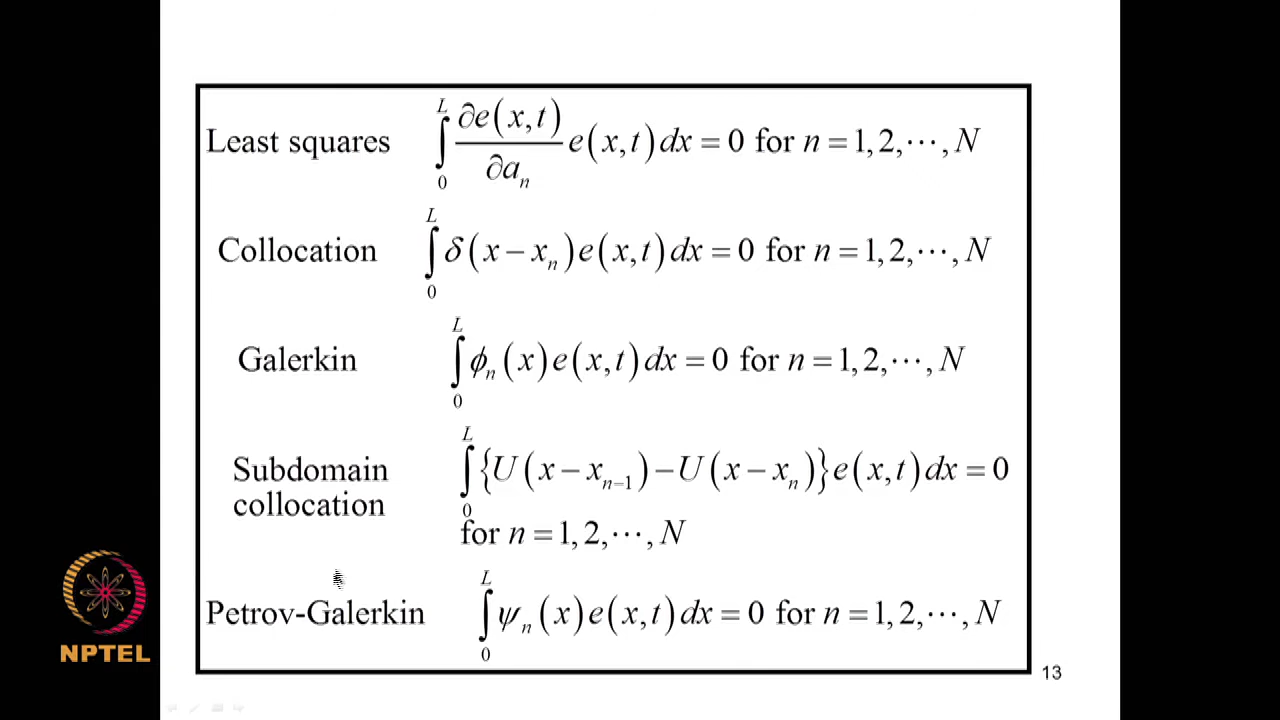 Least squares ∫₀ᴸ ∂e(x,t)/∂aₙ e(x,t)dx = 0 for n = 1,2,⋯,N
Collocation ∫₀ᴸ δ(x−xₙ)e(x,t)dx = 0 for n = 1,2,⋯,N
Galerkin ∫₀ᴸ ϕₙ(x)e(x,t)dx = 0 for n = 1,2,⋯,N
Subdomain collocation ∫₀ᴸ {U(x−xₙ₋₁)−U(x−xₙ)}e(x,t)dx = 0
for n = 1,2,⋯,N
Petrov-Galerkin ∫₀ᴸ ψₙ(x)e(x,t)dx = 0 for n = 1,2,⋯,N
NPTEL
13